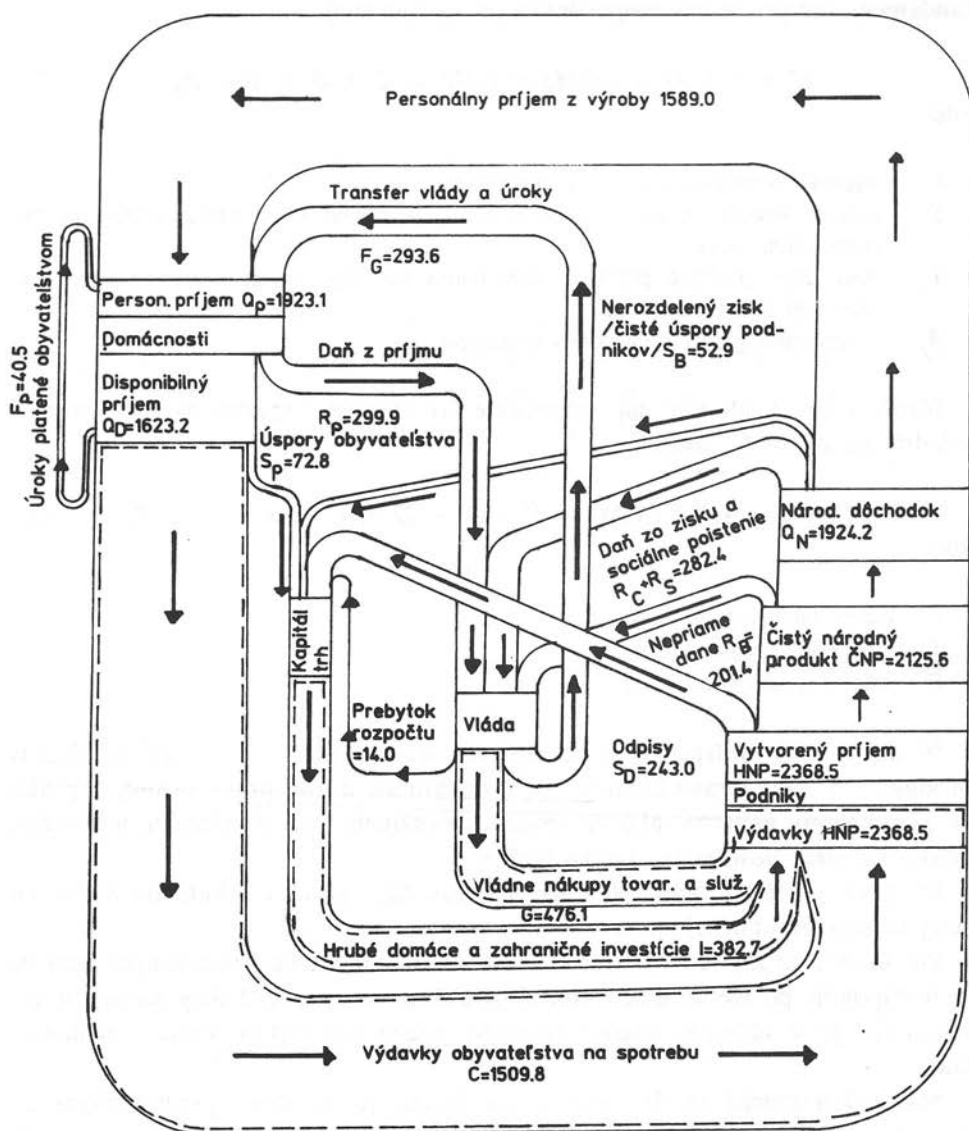 Personálny príjem z výroby 1589.0
Transfer vlády a úroky
F_G=293.6
Person. príjem Q_P=1923.1
Domácnosti
Disponibilný
príjem
Q_D=1623.2
F_P=40.5
Úroky platené obyvateľstvom
Daň z príjmu
R_P=299.9
Úspory obyvateľstva
S_P=72.8
Nerozdelený zisk
/čisté úspory pod-
nikov/S_B=52.9
Daň zo zisku a
sociálne poistenie
R_C+R_S=282.4
Národ. dôchodok
Q_N=1924.2
Nepriame
dane R_B=
201.4
Čistý národný
produkt ČNP=2125.6
Kapitál
trh
Prebytok
rozpočtu
=14.0
Vláda
Odpisy
S_D=243.0
Vytvorený príjem
HNP=2368.5
Podniky
Výdavky HNP=2368.5
Vládne nákupy tovar. a služ.
G=476.1
Hrubé domáce a zahraničné investície I=382.7
Výdavky obyvateľstva na spotrebu
C=1509.8